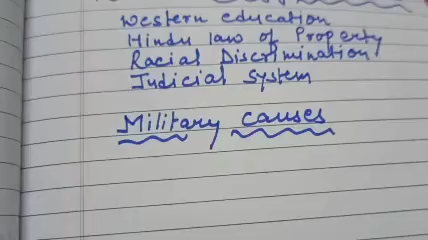 Western education
Hindu law of Property
Racial Discrimination
Judicial System
Military causes